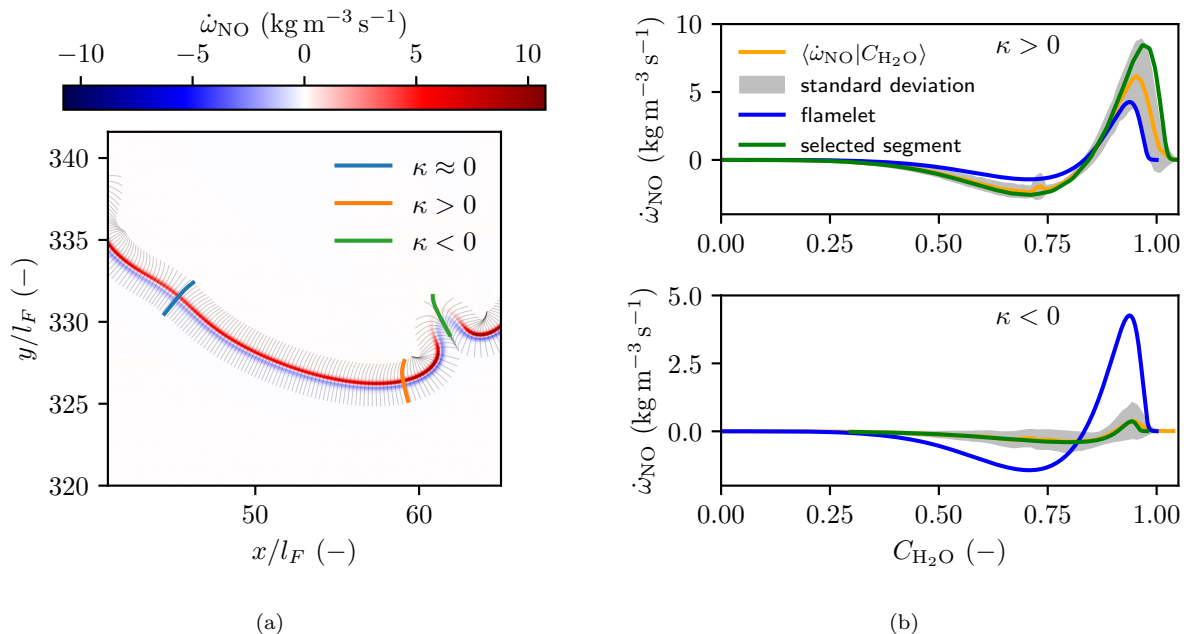 ω̇_NO (kg m⁻³ s⁻¹)
−10 −5 0 5 10
340
335
330
325
320
y/l_F (−)
κ ≈ 0
κ > 0
κ < 0
50 60
x/l_F (−)
(a)
10
5
0
ω̇_NO (kg m⁻³ s⁻¹)
⟨ω̇_NO|C_H₂O⟩
standard deviation
flamelet
selected segment
κ > 0
0.00 0.25 0.50 0.75 1.00
5.0
2.5
0.0
ω̇_NO (kg m⁻³ s⁻¹)
κ < 0
0.00 0.25 0.50 0.75 1.00
C_H₂O (−)
(b)